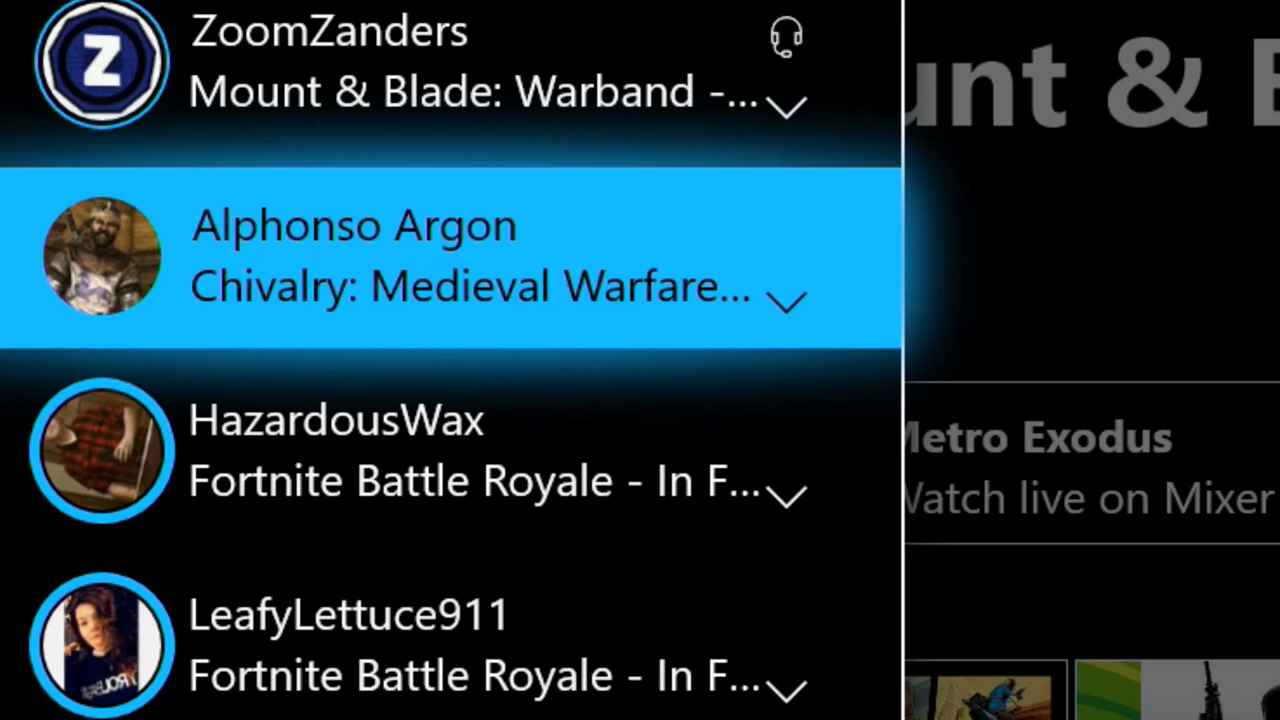 Z
ZoomZanders
Mount & Blade: Warband -...
Alphonso Argon
Chivalry: Medieval Warfare...
HazardousWax
Fortnite Battle Royale - In F...
LeafyLettuce911
Fortnite Battle Royale - In F...
unt & B
Metro Exodus
Watch live on Mixer